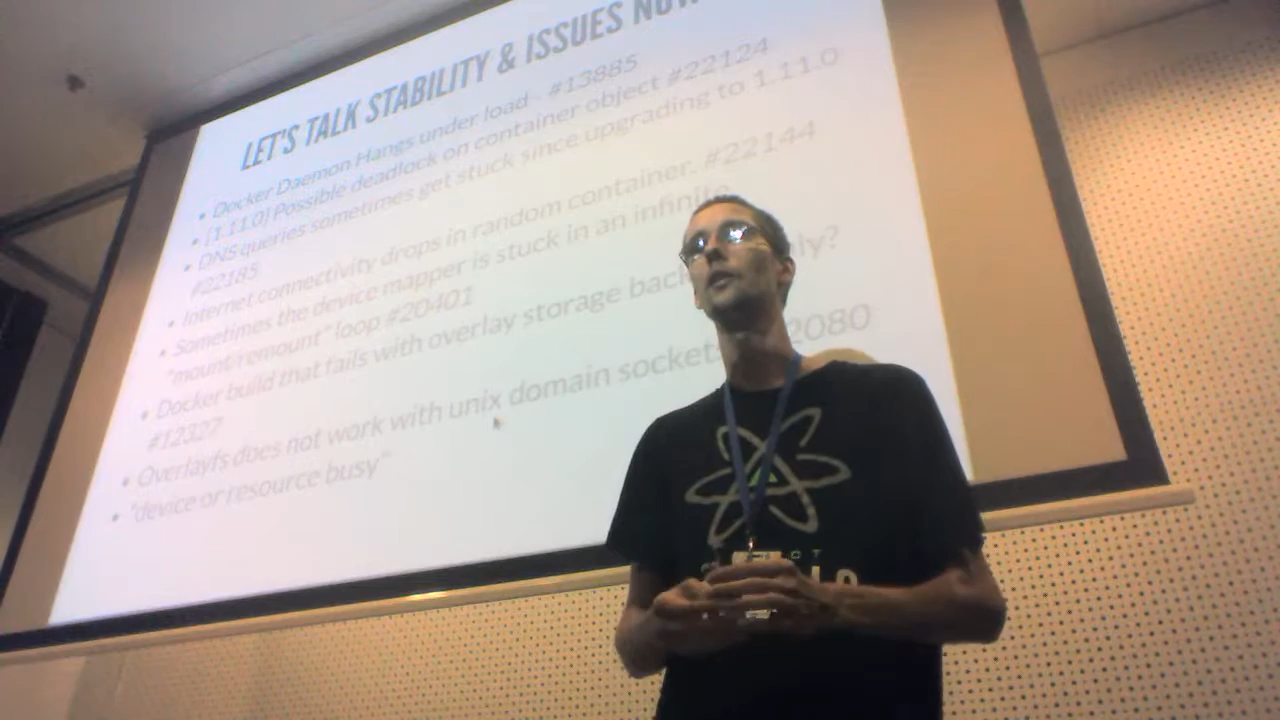 LET'S TALK STABILITY & ISSUES NOW
• Docker Daemon Hangs under load - #13885
• [1.11.0] Possible deadlock on container object #22124
• DNS queries sometimes get stuck since upgrading to 1.11.0
#22185
• Internet connectivity drops in random container. #22144
• Sometimes the device mapper is stuck in an infinite
"mount/remount" loop #20401
• Docker build that fails with overlay storage
#12327
• Overlayfs does not work with unix domain sockets 2080
• "device or resource busy"